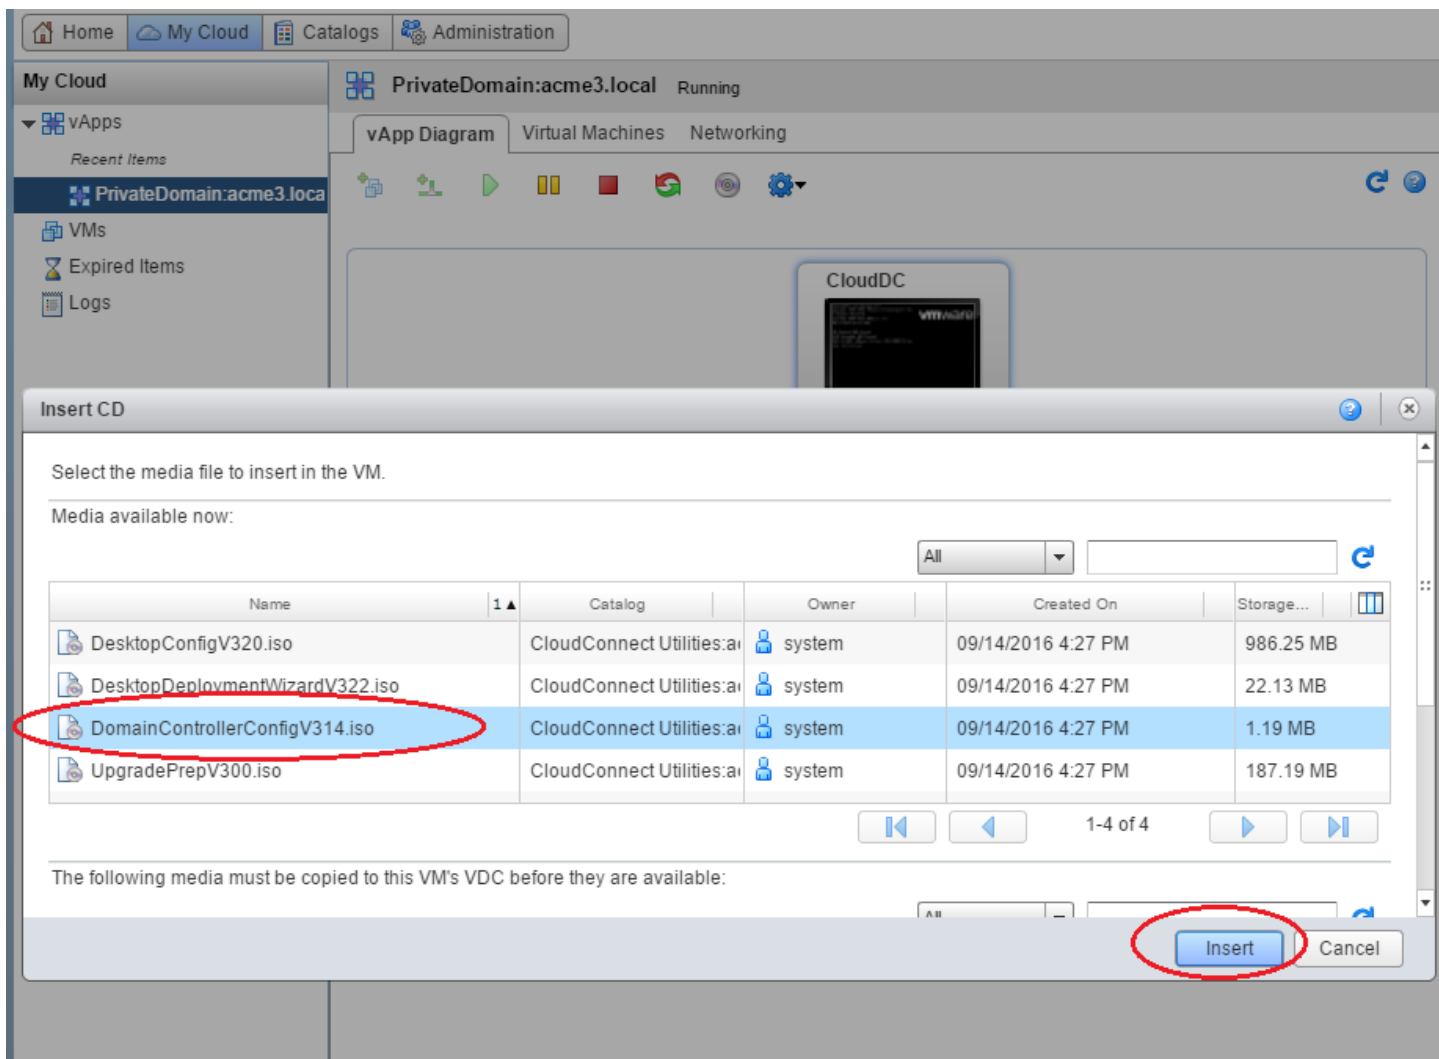 Home My Cloud Catalogs Administration
My Cloud
PrivateDomain:acme3.local Running
vApps
vApp Diagram Virtual Machines Networking
Recent Items
PrivateDomain:acme3.loca
VMs
Expired Items
Logs
CloudDC
vmware
Insert CD
Select the media file to insert in the VM.
Media available now:
All
Name 1 Catalog Owner Created On Storage...
DesktopConfigV320.iso CloudConnect Utilities:a system 09/14/2016 4:27 PM 986.25 MB
DesktopDeploymentWizardV322.iso CloudConnect Utilities:a system 09/14/2016 4:27 PM 22.13 MB
DomainControllerConfigV314.iso CloudConnect Utilities:a system 09/14/2016 4:27 PM 1.19 MB
UpgradePrepV300.iso CloudConnect Utilities:a system 09/14/2016 4:27 PM 187.19 MB
1-4 of 4
The following media must be copied to this VM's VDC before they are available:
All
Insert Cancel